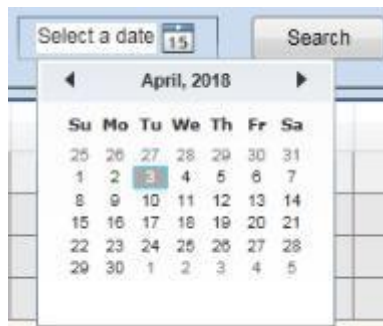 Select a date 15 Search
April, 2018
Su Mo Tu We Th Fr Sa
25 26 27 28 29 30 31
1 2 3 4 5 6 7
8 9 10 11 12 13 14
15 16 17 18 19 20 21
22 23 24 25 26 27 28
29 30 1 2 3 4 5